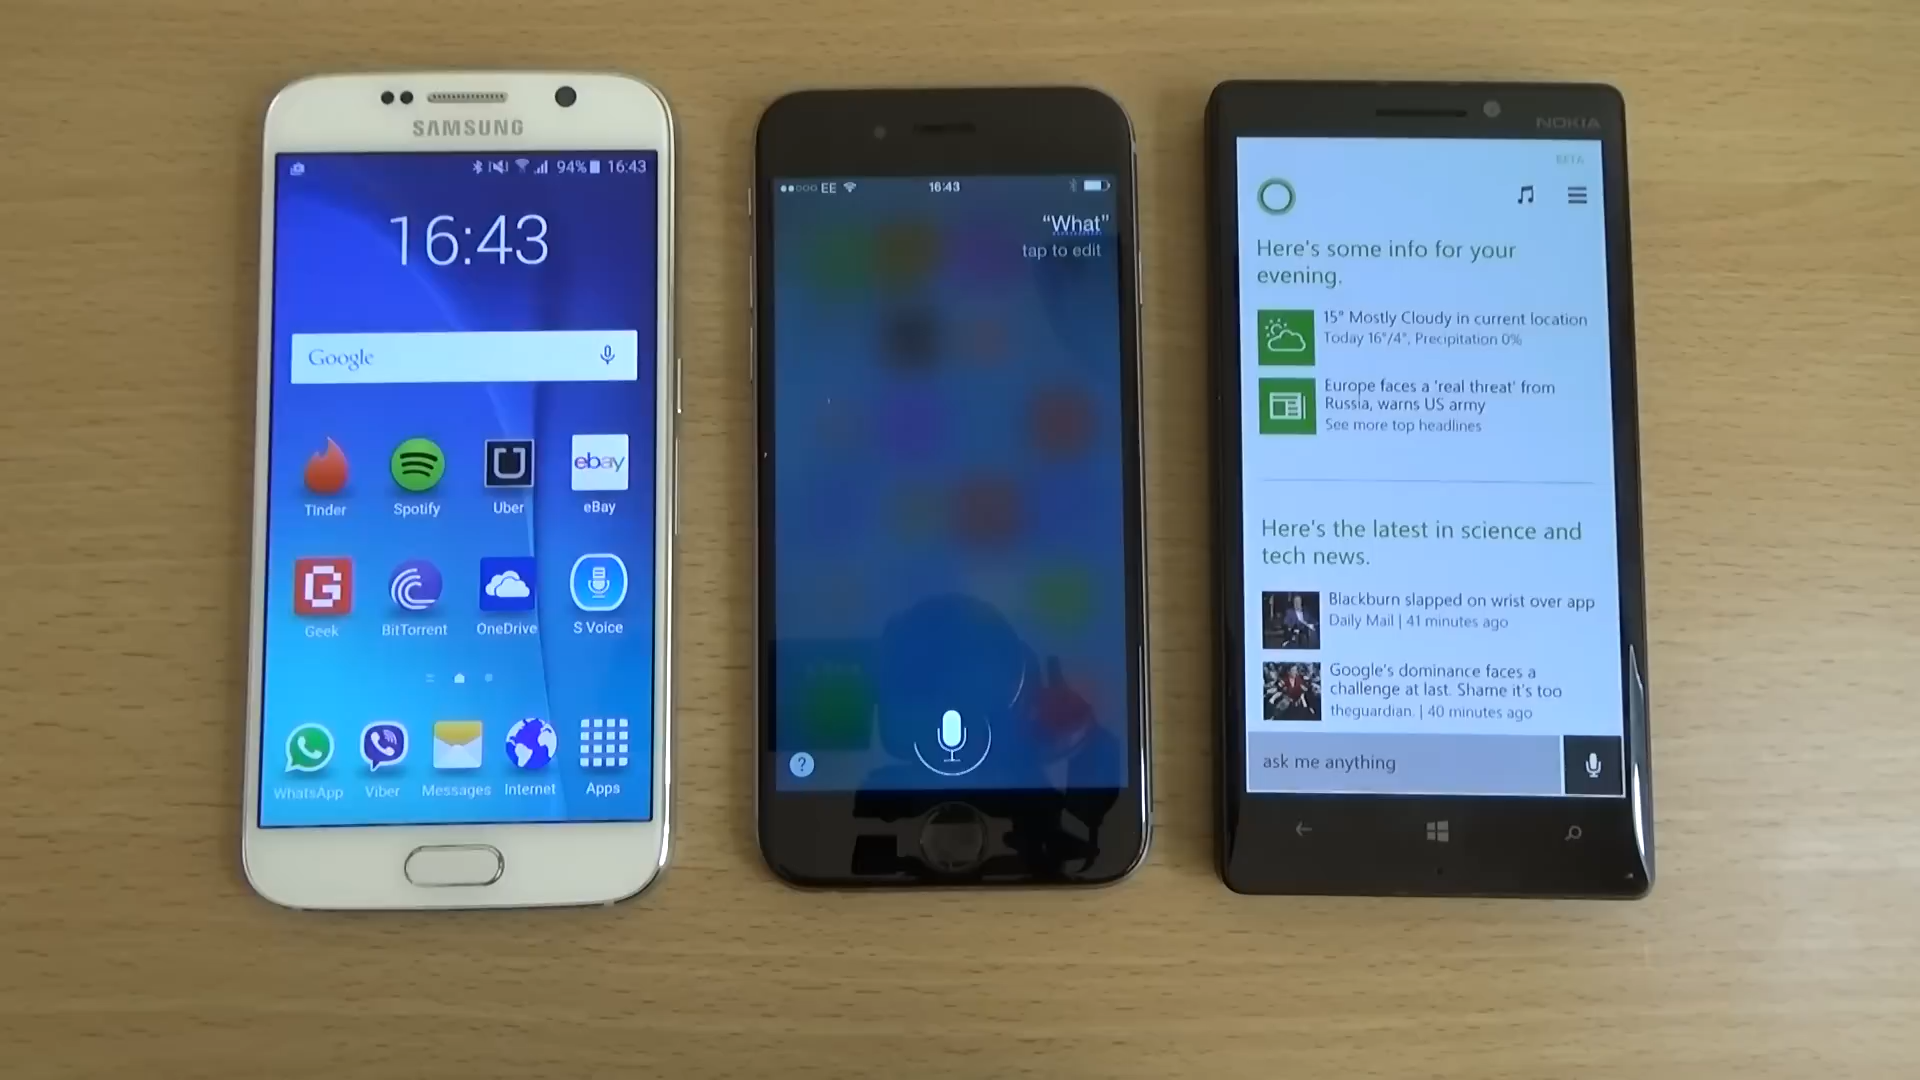 SAMSUNG
94% 16:43
16:43
Google
Tinder
Spotify
Uber
ebay
eBay
G
Geek
BitTorrent
OneDrive
S Voice
WhatsApp
Viber
Messages
Internet
Apps
EE
16:43
“What”
tap to edit
?
NOKIA
BETA
Here's some info for your
evening.
15° Mostly Cloudy in current location
Today 16°/4°, Precipitation 0%
Europe faces a 'real threat' from
Russia, warns US army
See more top headlines
Here's the latest in science and
tech news.
Blackburn slapped on wrist over app
Daily Mail | 41 minutes ago
Google's dominance faces a
challenge at last. Shame it's too
theguardian. | 40 minutes ago
ask me anything